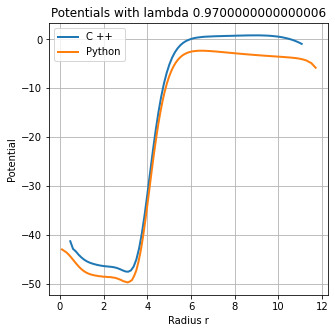 Potentials with lambda 0.9700000000000006
C ++
Python
Potential
0
−10
−20
−30
−40
−50
0 2 4 6 8 10 12
Radius r